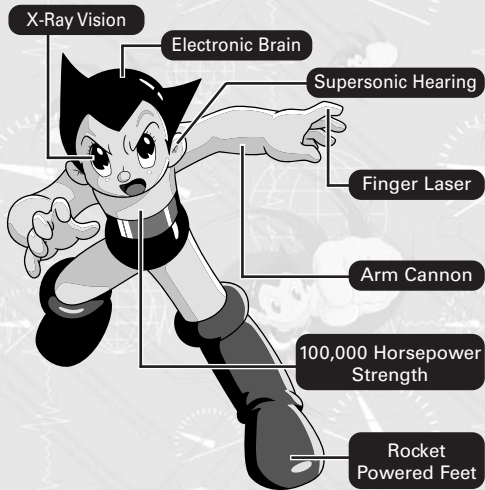 X-Ray Vision
Electronic Brain
Supersonic Hearing
Finger Laser
Arm Cannon
100,000 Horsepower
Strength
Rocket
Powered Feet